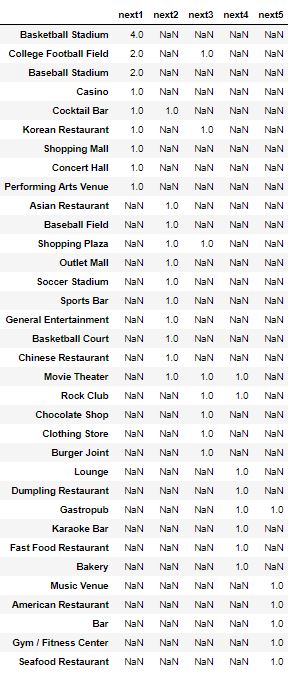 next1 next2 next3 next4 next5
Basketball Stadium 4.0 NaN NaN NaN NaN
College Football Field 2.0 NaN 1.0 NaN NaN
Baseball Stadium 2.0 NaN NaN NaN NaN
Casino 1.0 NaN NaN NaN NaN
Cocktail Bar 1.0 1.0 NaN NaN NaN
Korean Restaurant 1.0 NaN 1.0 NaN NaN
Shopping Mall 1.0 NaN NaN NaN NaN
Concert Hall 1.0 NaN NaN NaN NaN
Performing Arts Venue 1.0 NaN NaN NaN NaN
Asian Restaurant NaN 1.0 NaN NaN NaN
Baseball Field NaN 1.0 NaN NaN NaN
Shopping Plaza NaN 1.0 1.0 NaN NaN
Outlet Mall NaN 1.0 NaN NaN NaN
Soccer Stadium NaN 1.0 NaN NaN NaN
Sports Bar NaN 1.0 NaN NaN NaN
General Entertainment NaN 1.0 NaN NaN NaN
Basketball Court NaN 1.0 NaN NaN NaN
Chinese Restaurant NaN 1.0 NaN NaN NaN
Movie Theater NaN 1.0 1.0 1.0 NaN
Rock Club NaN NaN 1.0 1.0 NaN
Chocolate Shop NaN NaN 1.0 NaN NaN
Clothing Store NaN NaN 1.0 NaN NaN
Burger Joint NaN NaN 1.0 NaN NaN
Lounge NaN NaN NaN 1.0 NaN
Dumpling Restaurant NaN NaN NaN 1.0 NaN
Gastropub NaN NaN NaN 1.0 1.0
Karaoke Bar NaN NaN NaN 1.0 NaN
Fast Food Restaurant NaN NaN NaN 1.0 NaN
Bakery NaN NaN NaN 1.0 NaN
Music Venue NaN NaN NaN NaN 1.0
American Restaurant NaN NaN NaN NaN 1.0
Bar NaN NaN NaN NaN 1.0
Gym / Fitness Center NaN NaN NaN NaN 1.0
Seafood Restaurant NaN NaN NaN NaN 1.0